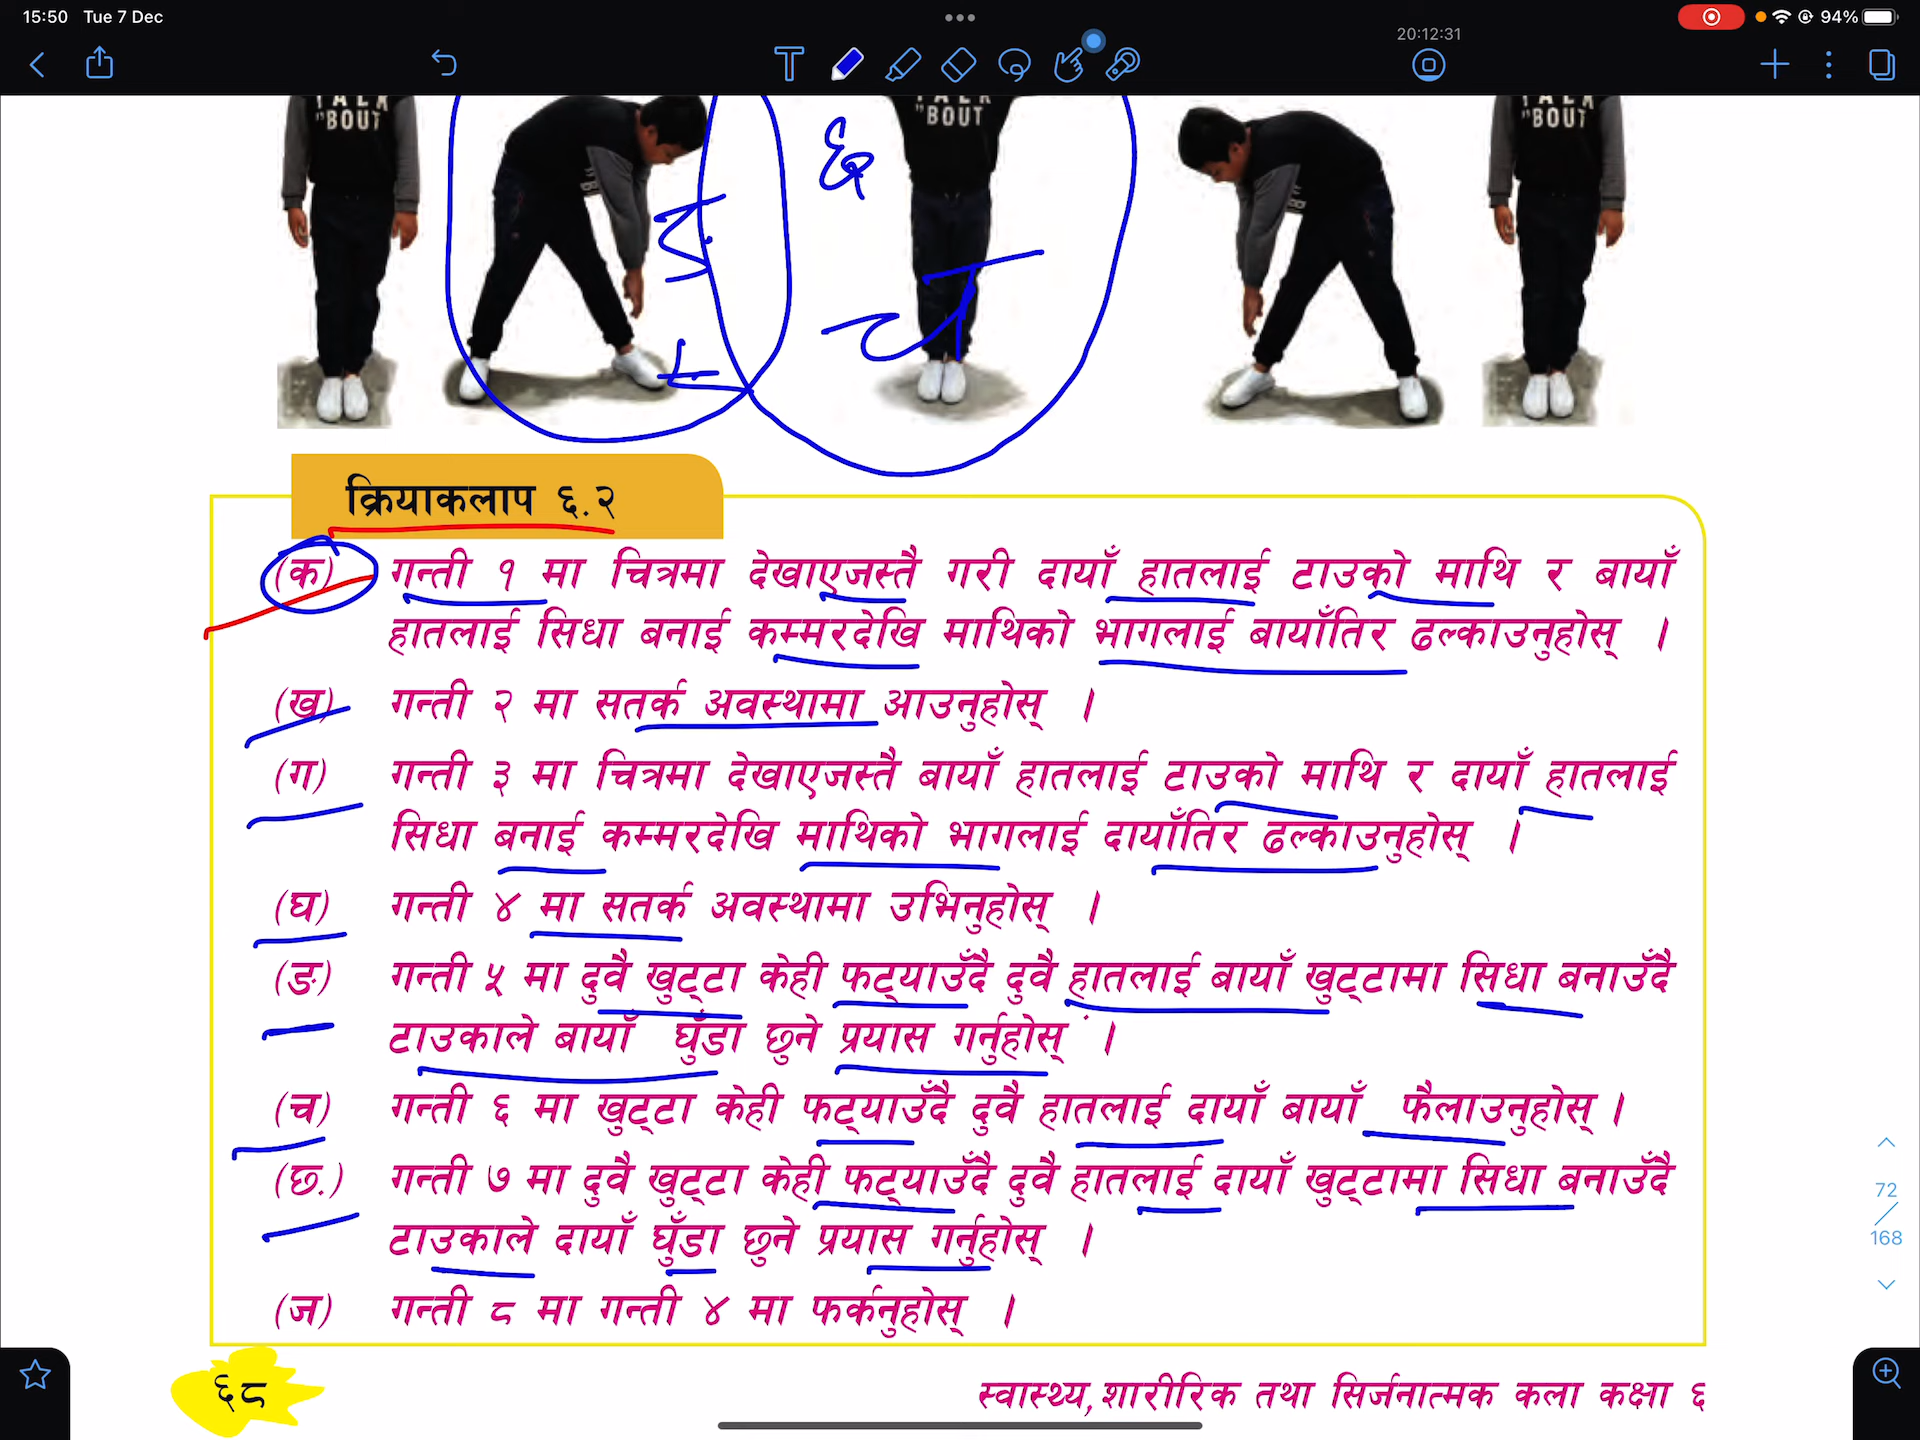 15:50 Tue 7 Dec
20:12:31
94%
TALK TALK TALK
"BOUT "BOUT "BOUT
क्रियाकलाप ६.२
(क) गन्ती १ मा चित्रमा देखाएजस्तै गरी दायाँ हातलाई टाउको माथि र बायाँ
हातलाई सिधा बनाई कम्मरदेखि माथिको भागलाई बायाँतिर ढल्काउनुहोस् ।
(ख) गन्ती २ मा सतर्क अवस्थामा आउनुहोस् ।
(ग) गन्ती ३ मा चित्रमा देखाएजस्तै बायाँ हातलाई टाउको माथि र दायाँ हातलाई
सिधा बनाई कम्मरदेखि माथिको भागलाई दायाँतिर ढल्काउनुहोस् ।
(घ) गन्ती ४ मा सतर्क अवस्थामा उभिनुहोस् ।
(ङ) गन्ती ५ मा दुवै खुट्टा केही फट्याउँदै दुवै हातलाई बायाँ खुट्टामा सिधा बनाउँदै
टाउकाले बायाँ घुँडा छुने प्रयास गर्नुहोस् ।
(च) गन्ती ६ मा खुट्टा केही फट्याउँदै दुवै हातलाई दायाँ बायाँ फैलाउनुहोस् ।
(छ.) गन्ती ७ मा दुवै खुट्टा केही फट्याउँदै दुवै हातलाई दायाँ खुट्टामा सिधा बनाउँदै
टाउकाले दायाँ घुँडा छुने प्रयास गर्नुहोस् ।
(ज) गन्ती ८ मा गन्ती ४ मा फर्कनुहोस् ।
72
/
168
६८
स्वास्थ्य, शारीरिक तथा सिर्जनात्मक कला कक्षा ६